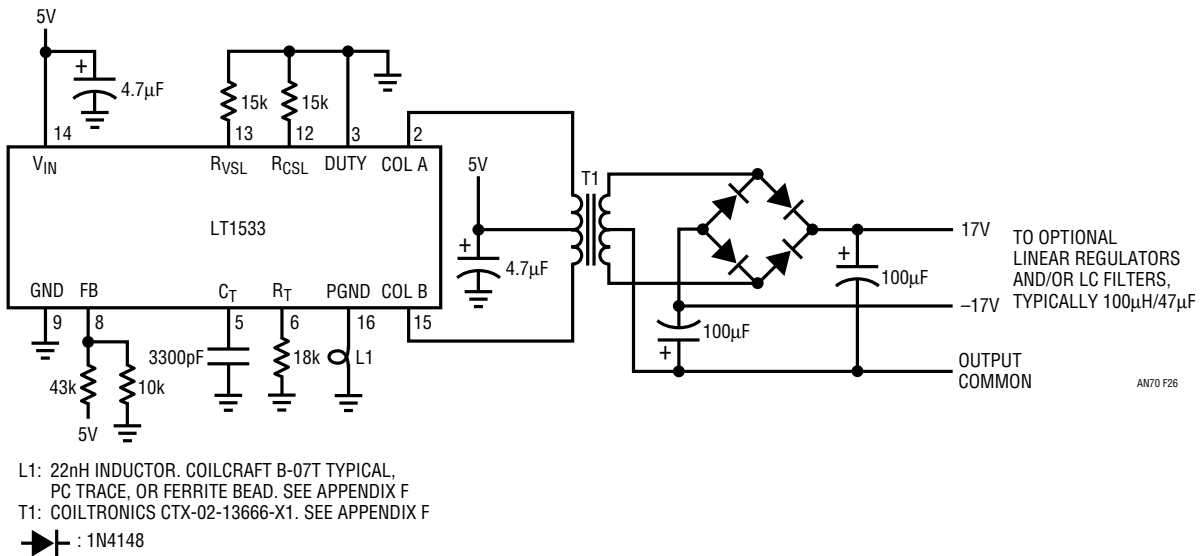 5V
+
4.7µF
15k
15k
14
13
12
3
2
V_IN
R_VSL
R_CSL
DUTY
COL A
5V
T1
LT1533
17V
TO OPTIONAL
LINEAR REGULATORS
AND/OR LC FILTERS,
TYPICALLY 100µH/47µF
+
4.7µF
+
100µF
GND
FB
C_T
R_T
PGND
COL B
–17V
9
8
5
6
16
15
100µF
+
3300pF
18k
L1
43k
10k
OUTPUT
COMMON
AN70 F26
5V
L1: 22nH INDUCTOR. COILCRAFT B-07T TYPICAL,
PC TRACE, OR FERRITE BEAD. SEE APPENDIX F
T1: COILTRONICS CTX-02-13666-X1. SEE APPENDIX F
: 1N4148